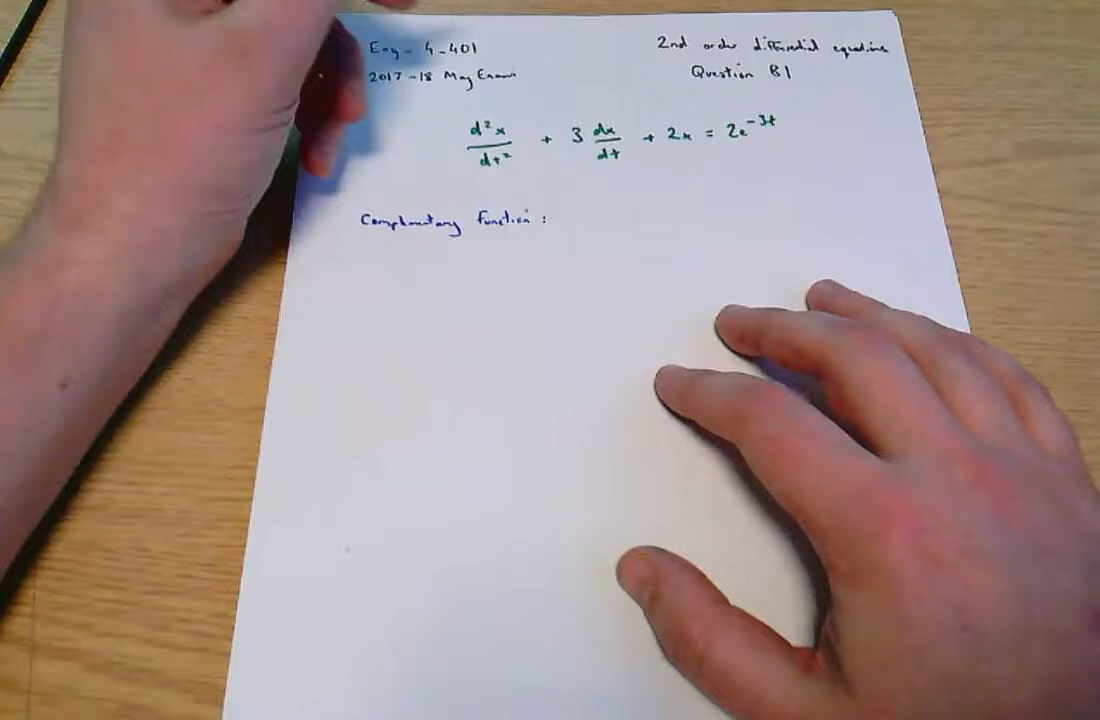 Eng-4-401
2017-18 May Exam
2nd order differential equations
Question B1
d²x/dt² + 3 dx/dt + 2x = 2e^-3t
Complimentary Function :